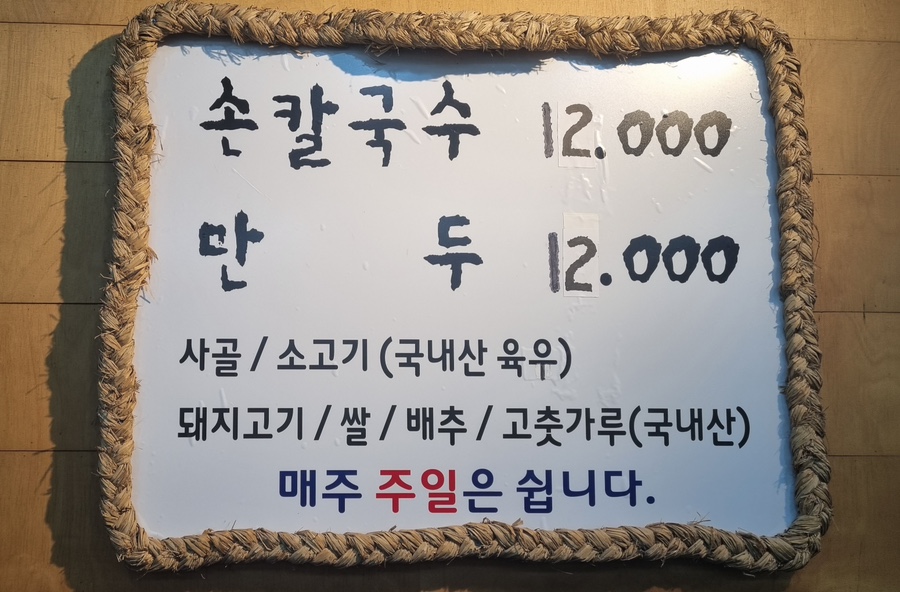 손칼국수 12.000
만 두 12.000
사골 / 소고기 (국내산 육우)
돼지고기 / 쌀 / 배추 / 고춧가루(국내산)
매주 주일은 쉽니다.